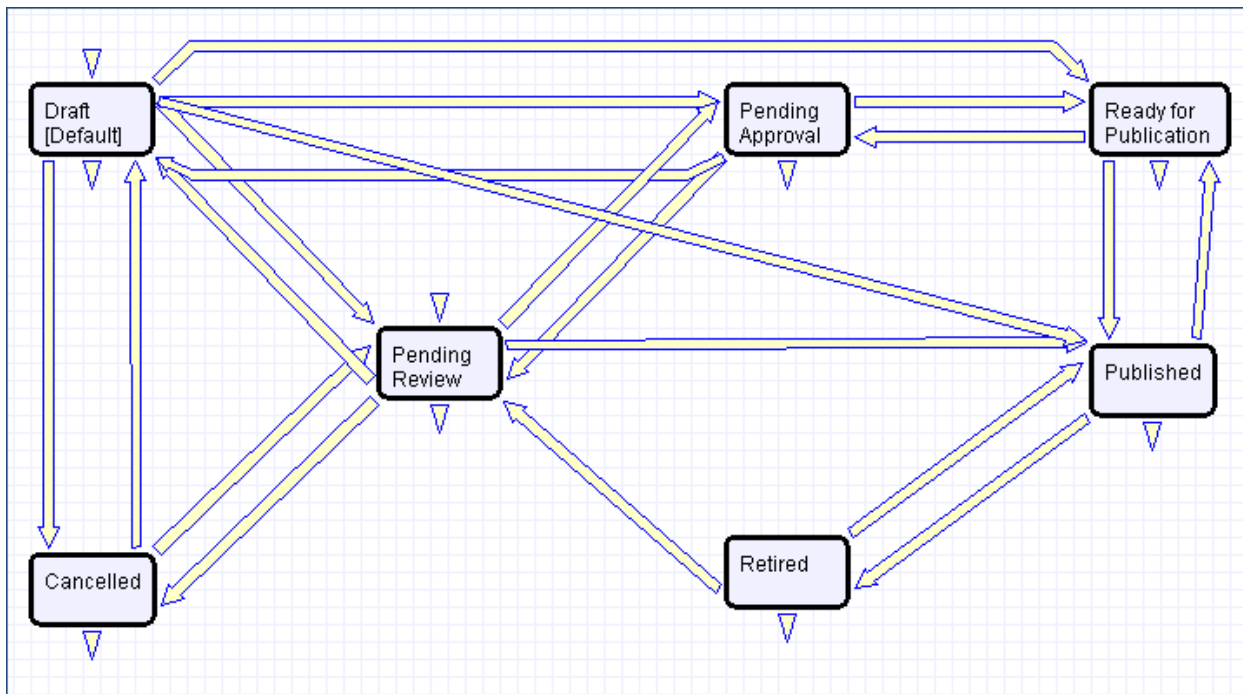 Draft
[Default]
Pending
Approval
Ready for
Publication
Pending
Review
Published
Cancelled
Retired